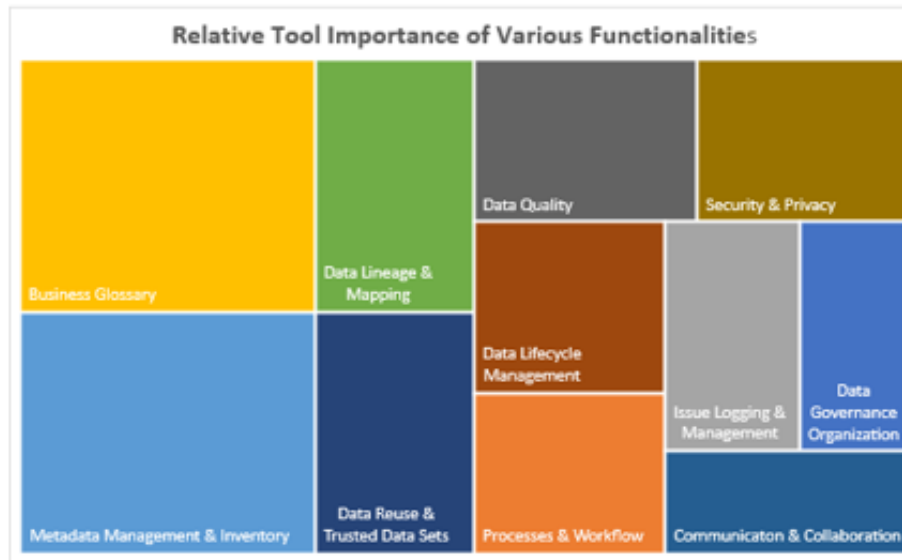 Relative Tool Importance of Various Functionalities
Business Glossary
Data Lineage &
Mapping
Data Quality
Security & Privacy
Data Lifecycle
Management
Issue Logging &
Management
Data
Governance
Organization
Metadata Management & Inventory
Data Reuse &
Trusted Data Sets
Processes & Workflow
Communicaton & Collaboration